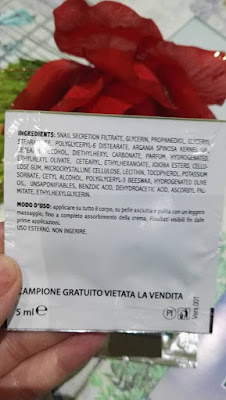 INGREDIENTS: SNAIL SECRETION FILTRATE, GLYCERIN, PROPANEDIOL, GLYCERYL
STEARATE, POLYGLYCERYL-6 DISTEARATE, ARGANIA SPINOSA KERNEL OIL,
CETEARYL ALCOHOL, DIETHYLHEXYL CARBONATE, PARFUM, HYDROGENATED
ETHYLHEXYL OLIVATE, CETEARYL ETHYLHEXANOATE, JOJOBA ESTERS, CELLU-
LOSE GUM, MICROCRYSTALLINE CELLULOSE, LECITHIN, TOCOPHEROL, POTASSIUM
SORBATE, CETYL ALCOHOL, POLYGLYCERYL-3 BEESWAX, HYDROGENATED OLIVE
OIL, UNSAPONIFIABLES, BENZOIC ACID, DEHYDROACETIC ACID, ASCORBYL PAL-
MITATE, ETHYLHEXYLGLYCERIN.
MODO D'USO: applicare su tutto il corpo, su pelle asciutta e pulita con un leggero
massaggio, fino a completo assorbimento della crema. Risultati visibili fin dalle
prime applicazioni.
USO ESTERNO. NON INGERIRE.
CAMPIONE GRATUITO VIETATA LA VENDITA
5 ml e
Vers. 001